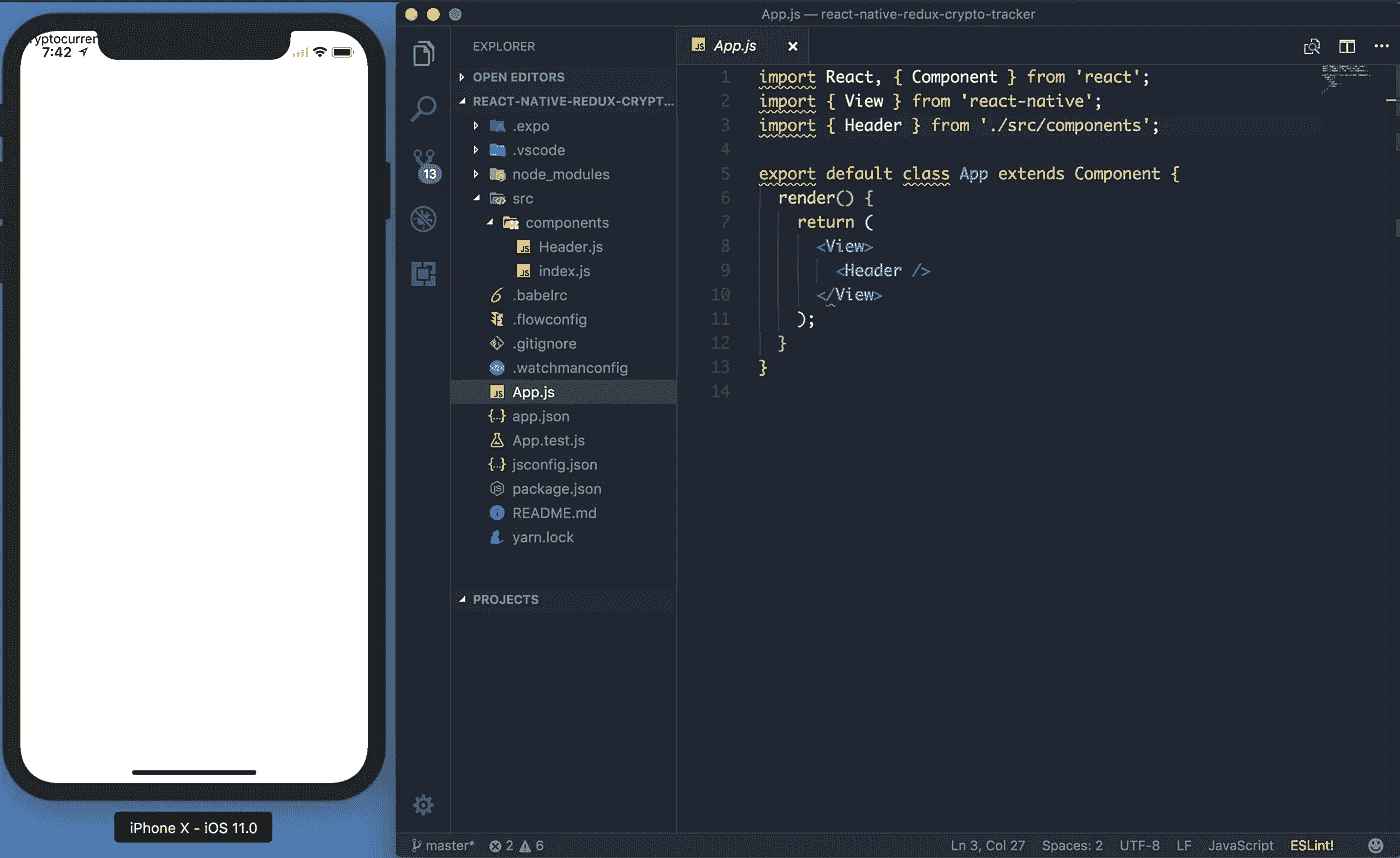 yptocurren
7:42
iPhone X - iOS 11.0
App.js — react-native-redux-crypto-tracker
EXPLORER
OPEN EDITORS
REACT-NATIVE-REDUX-CRYPT...
.expo
.vscode
node_modules
src
components
Header.js
index.js
.babelrc
.flowconfig
.gitignore
.watchmanconfig
App.js
app.json
App.test.js
jsconfig.json
package.json
README.md
yarn.lock
PROJECTS
13
JS App.js ×
1 import React, { Component } from 'react';
2 import { View } from 'react-native';
3 import { Header } from './src/components';
4
5 export default class App extends Component {
6 render() {
7 return (
8 <View>
9 <Header />
10 </View>
11 );
12 }
13 }
14
master* 2 6 Ln 3, Col 27 Spaces: 2 UTF-8 LF JavaScript ESLint!